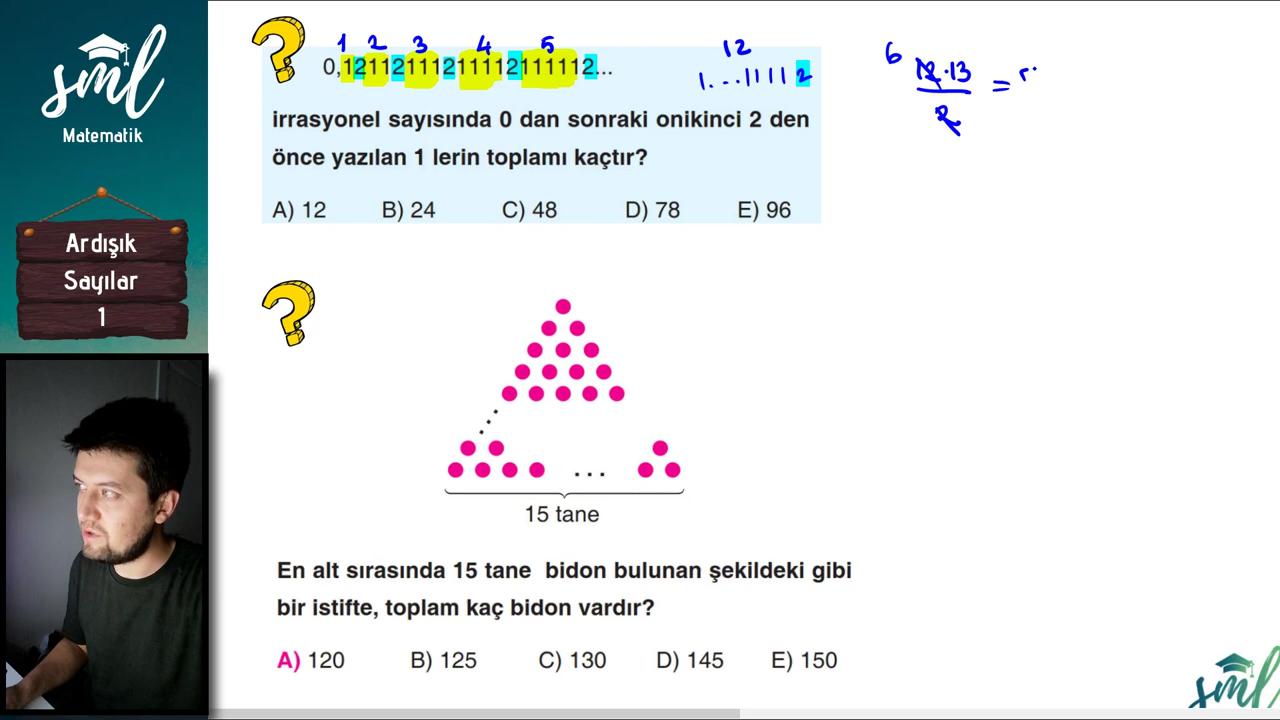 sml
Matematik
Ardışık
Sayılar
1
1 2 3 4 5
0,12112111211112111112...
12
1...11112
6
12.13
2
=
irrasyonel sayısında 0 dan sonraki onikinci 2 den
önce yazılan 1 lerin toplamı kaçtır?
A) 12 B) 24 C) 48 D) 78 E) 96
...
15 tane
En alt sırasında 15 tane bidon bulunan şekildeki gibi
bir istifte, toplam kaç bidon vardır?
A) 120 B) 125 C) 130 D) 145 E) 150
sml